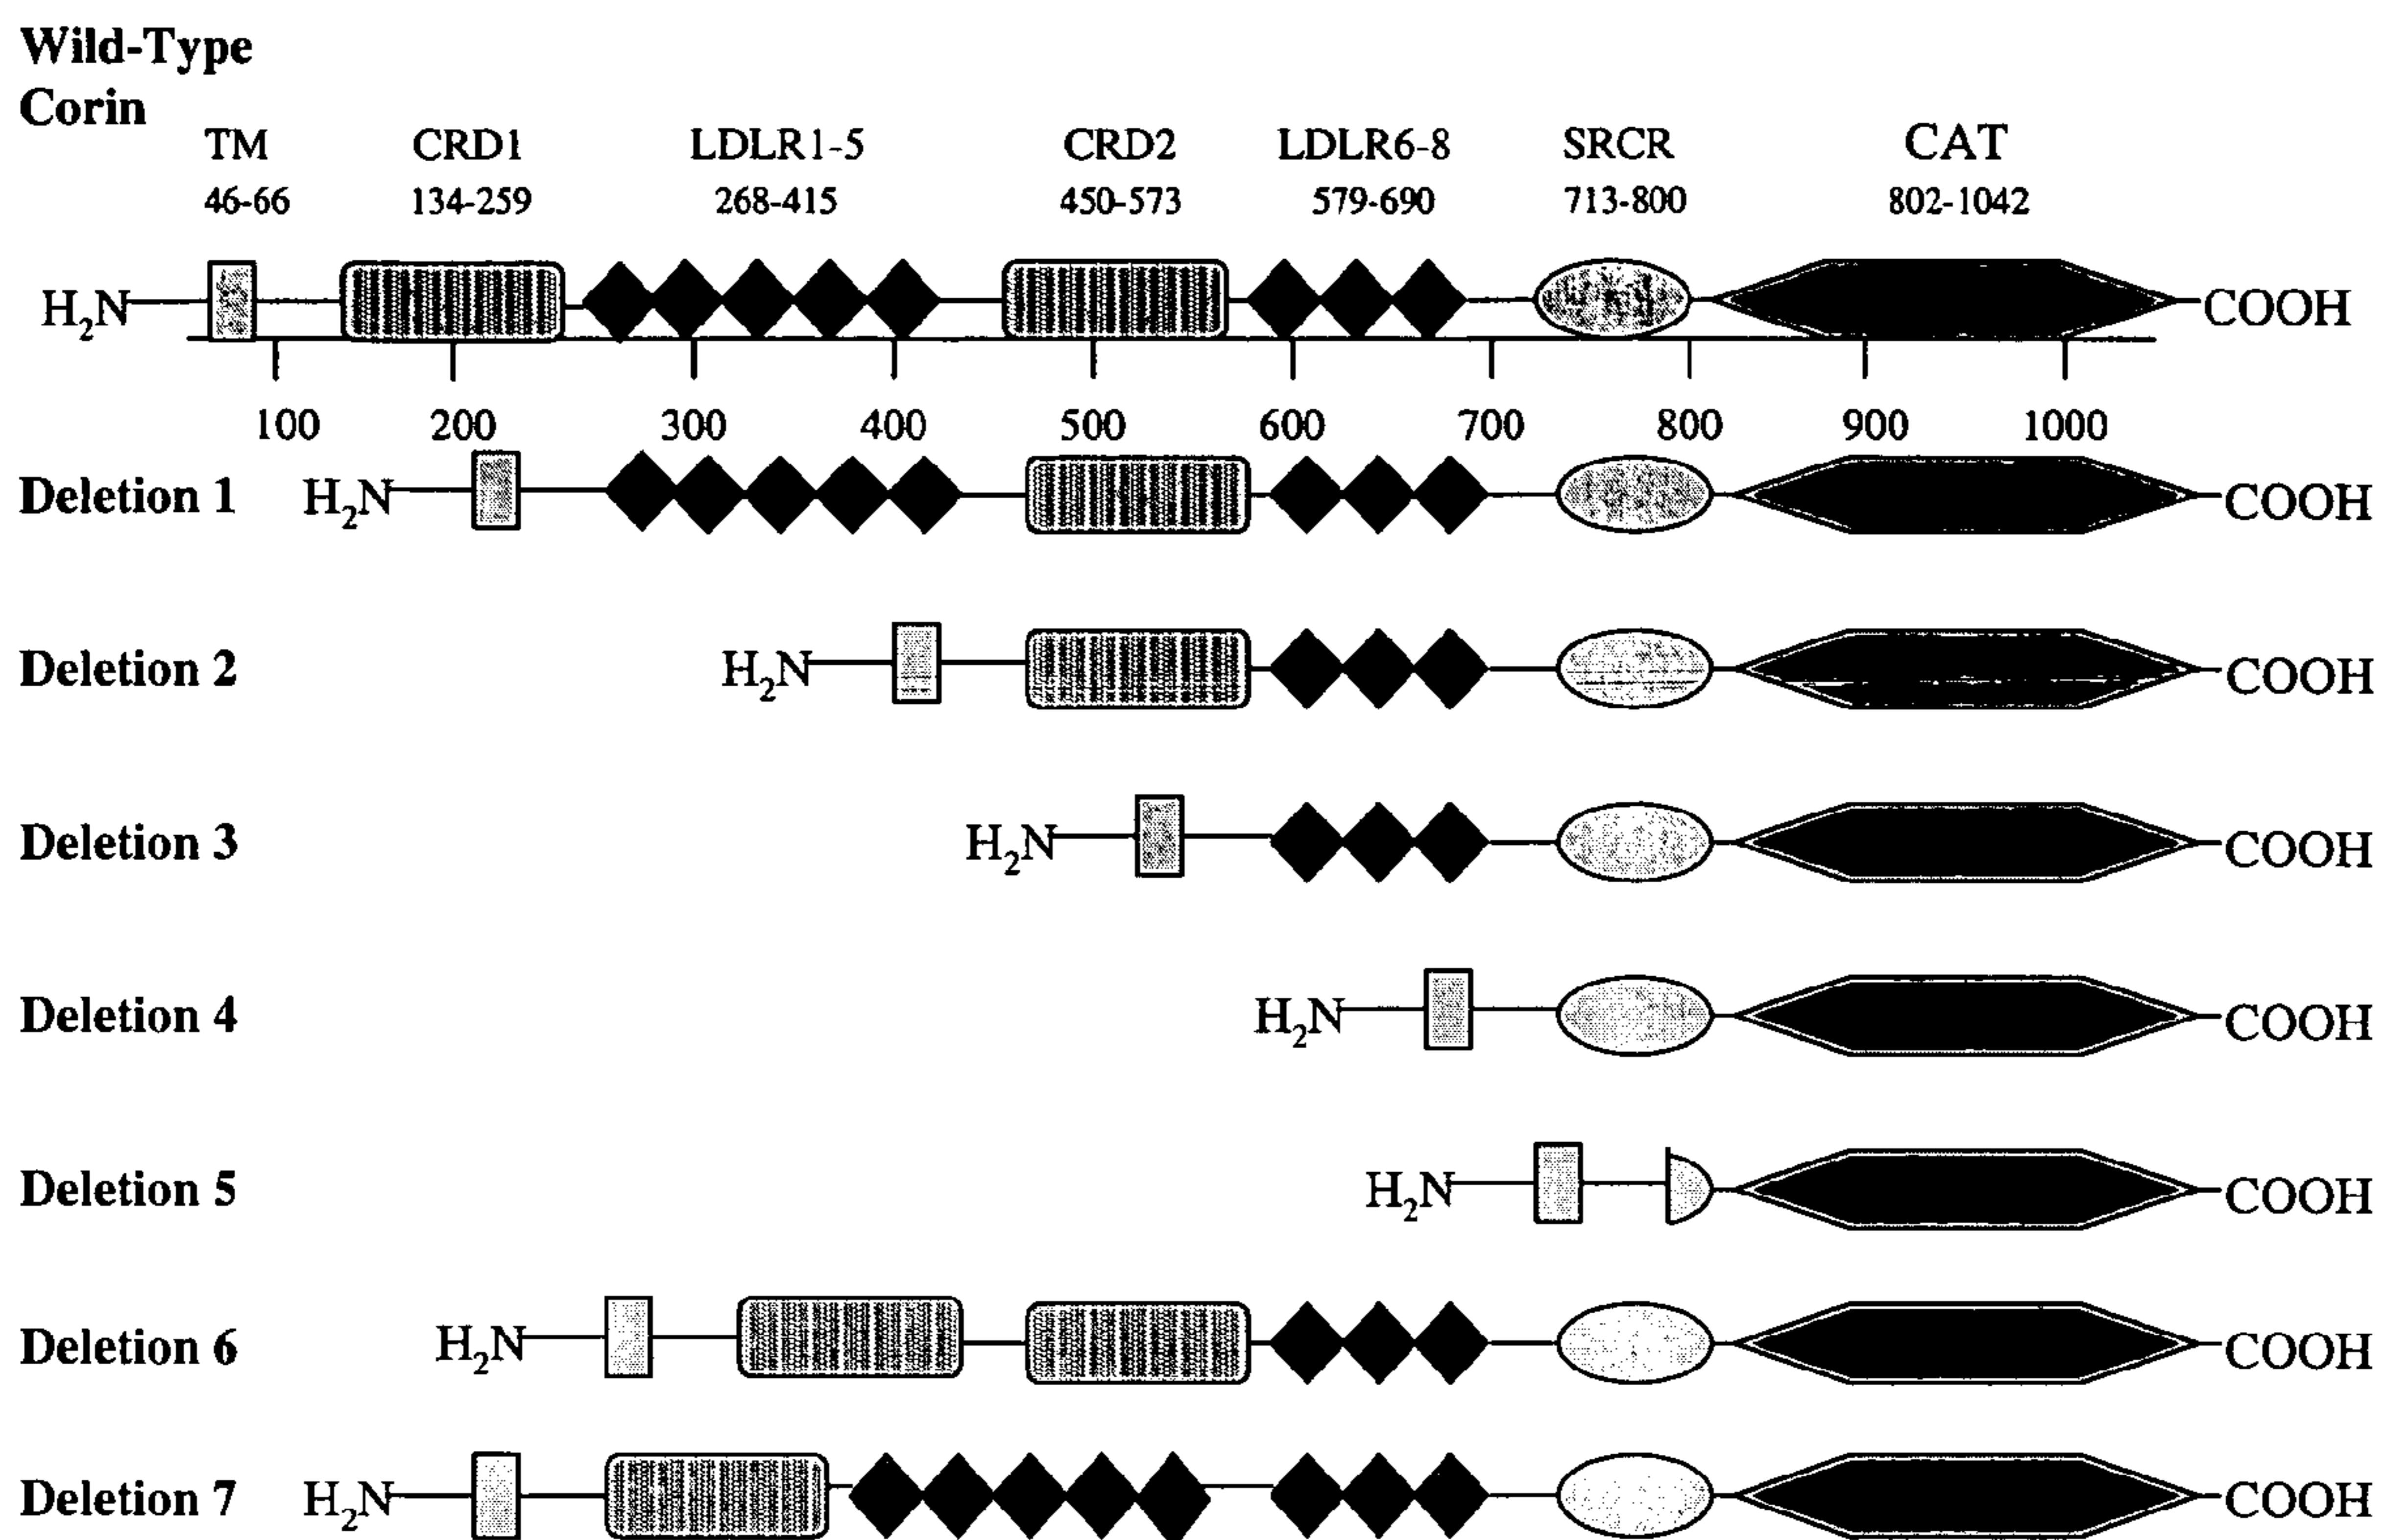 Wild-Type
Corin
TM CRD1 LDLR1-5 CRD2 LDLR6-8 SRCR CAT
46-66 134-259 268-415 450-573 579-690 713-800 802-1042
H₂N COOH
100 200 300 400 500 600 700 800 900 1000
Deletion 1 H₂N COOH
Deletion 2 H₂N COOH
Deletion 3 H₂N COOH
Deletion 4 H₂N COOH
Deletion 5 H₂N COOH
Deletion 6 H₂N COOH
Deletion 7 H₂N COOH